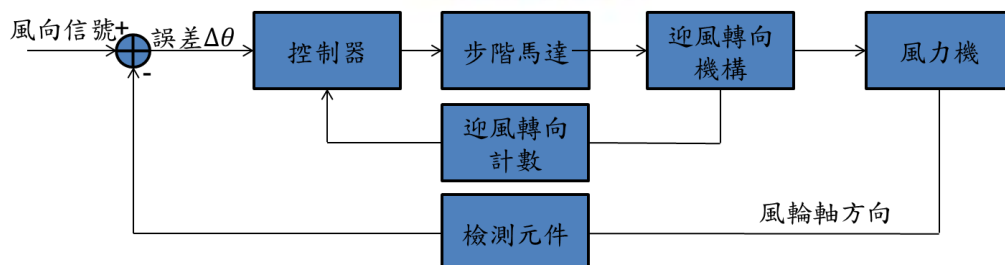 風向信號+
-
誤差Δθ
控制器
步階馬達
迎風轉向
機構
風力機
迎風轉向
計數
檢測元件
風輪軸方向